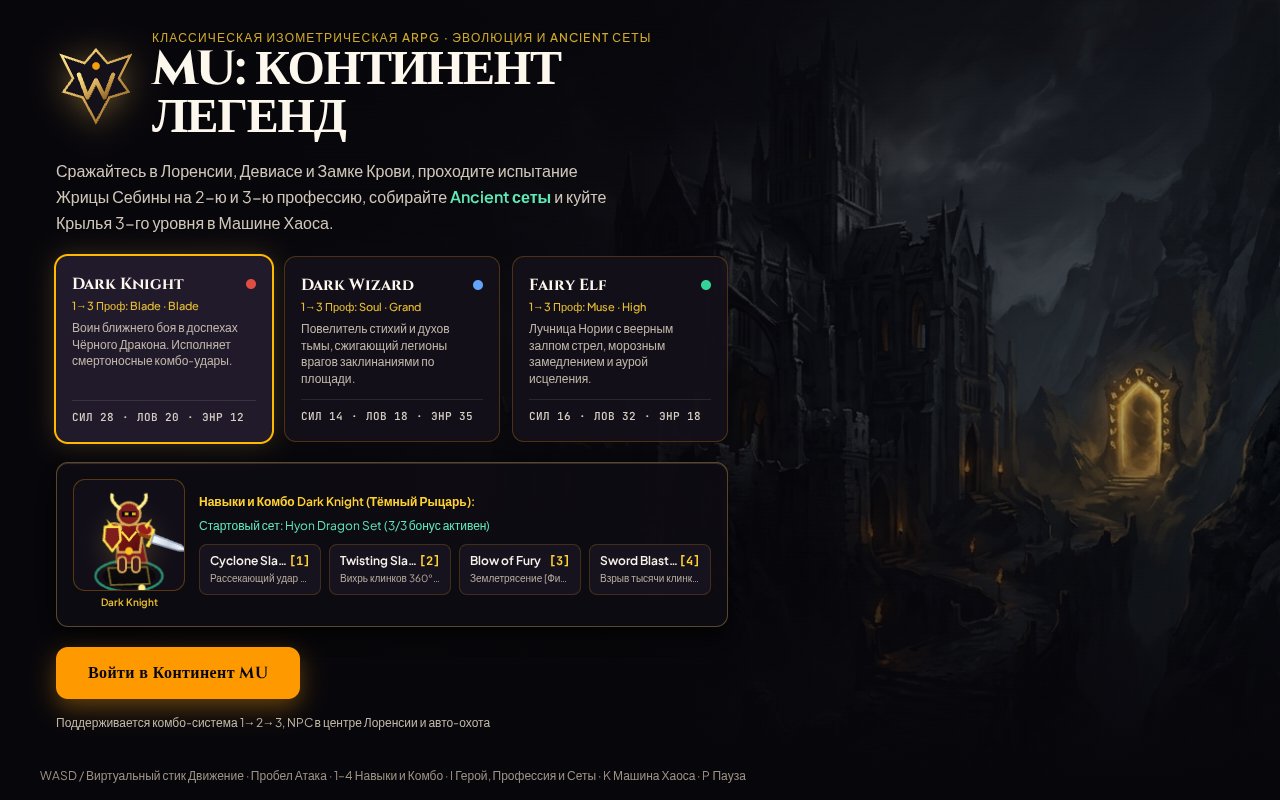 КЛАССИЧЕСКАЯ ИЗОМЕТРИЧЕСКАЯ ARPG · ЭВОЛЮЦИЯ И ANCIENT СЕТЫ
MU: КОНТИНЕНТ
ЛЕГЕНД
Сражайтесь в Лоренсии, Девиасе и Замке Крови, проходите испытание
Жрицы Себины на 2-ю и 3-ю профессию, собирайте Ancient сеты и куйте
Крылья 3-го уровня в Машине Хаоса.
Dark Knight
1→3 Проф: Blade · Blade
Воин ближнего боя в доспехах
Чёрного Дракона. Исполняет
смертоносные комбо-удары.
СИЛ 28 · ЛОВ 20 · ЭНР 12
Dark Wizard
1→3 Проф: Soul · Grand
Повелитель стихий и духов
тьмы, сжигающий легионы
врагов заклинаниями по
площади.
СИЛ 14 · ЛОВ 18 · ЭНР 35
Fairy Elf
1→3 Проф: Muse · High
Лучница Нории с веерным
залпом стрел, морозным
замедлением и аурой
исцеления.
СИЛ 16 · ЛОВ 32 · ЭНР 18
Навыки и Комбо Dark Knight (Тёмный Рыцарь):
Стартовый сет: Hyon Dragon Set (3/3 бонус активен)
Cyclone Sla… [1]
Рассекающий удар …
Twisting Sla… [2]
Вихрь клинков 360°…
Blow of Fury [3]
Землетрясение [Фи…
Sword Blast… [4]
Взрыв тысячи клинк…
Dark Knight
Войти в Континент MU
Поддерживается комбо-система 1→2→3, NPC в центре Лоренсии и авто-охота
WASD / Виртуальный стик Движение · Пробел Атака · 1-4 Навыки и Комбо · I Герой, Профессия и Сеты · K Машина Хаоса · P Пауза